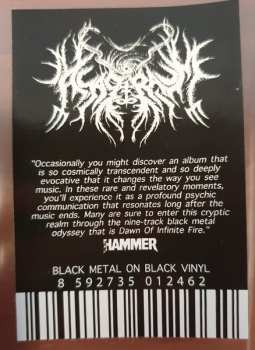 "Occasionally you might discover an album that
is so cosmically transcendent and so deeply
evocative that it changes the way you see
music. In these rare and revelatory moments,
you'll experience it as a profound psychic
communication that resonates long after the
music ends. Many are sure to enter this cryptic
realm through the nine-track black metal
odyssey that is Dawn Of Infinite Fire."
HAMMER
BLACK METAL ON BLACK VINYL
8 592735 012462